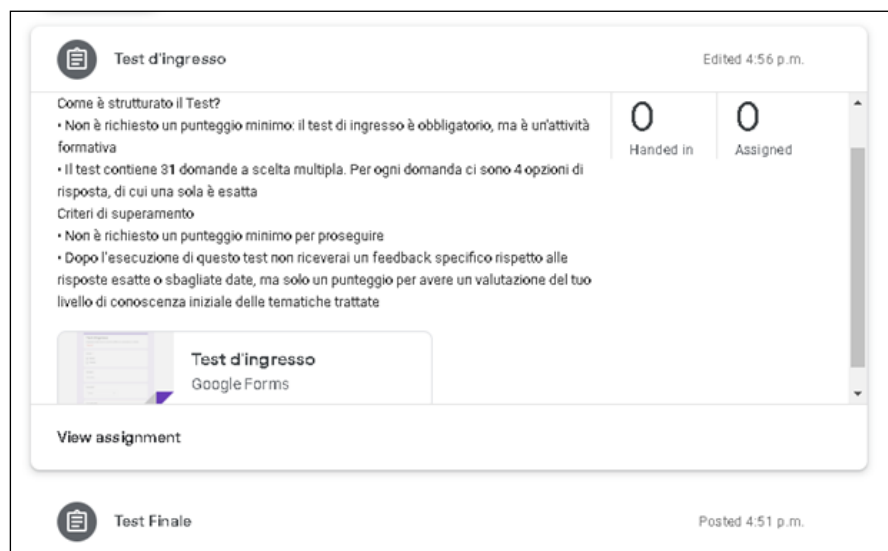 Test d'ingresso
Edited 4:56 p.m.
Come è strutturato il Test?
• Non è richiesto un punteggio minimo: il test di ingresso è obbligatorio, ma è un'attività
formativa
• Il test contiene 31 domande a scelta multipla. Per ogni domanda ci sono 4 opzioni di
risposta, di cui una sola è esatta
Criteri di superamento
• Non è richiesto un punteggio minimo per proseguire
• Dopo l'esecuzione di questo test non riceverai un feedback specifico rispetto alle
risposte esatte o sbagliate date, ma solo un punteggio per avere un valutazione del tuo
livello di conoscenza iniziale delle tematiche trattate
0
Handed in
0
Assigned
Test d'ingresso
Google Forms
View assignment
Test Finale
Posted 4:51 p.m.